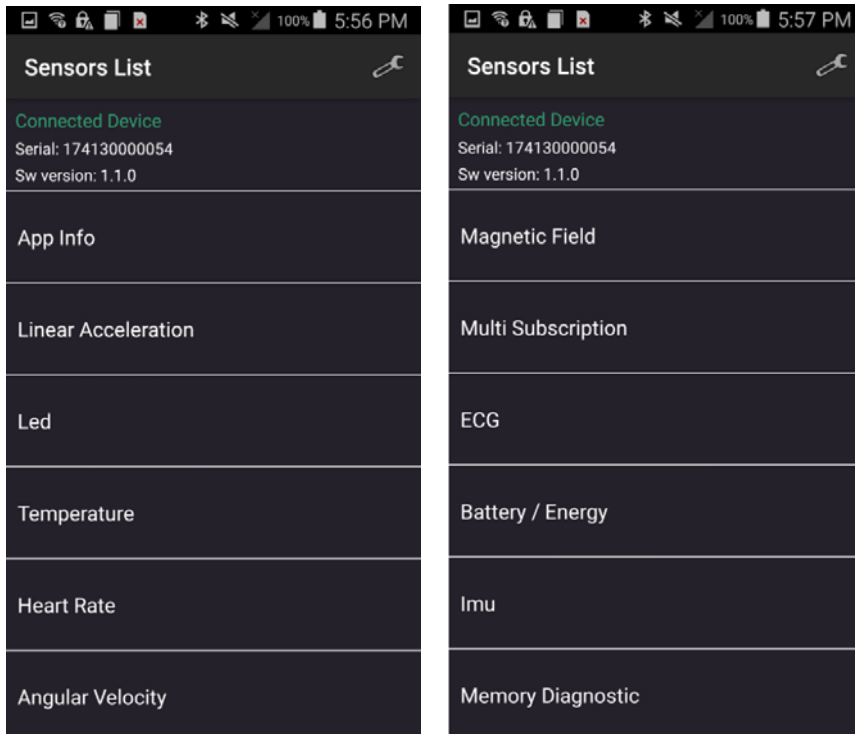 100% 5:56 PM
Sensors List
Connected Device
Serial: 174130000054
Sw version: 1.1.0
App Info
Linear Acceleration
Led
Temperature
Heart Rate
Angular Velocity
100% 5:57 PM
Sensors List
Connected Device
Serial: 174130000054
Sw version: 1.1.0
Magnetic Field
Multi Subscription
ECG
Battery / Energy
Imu
Memory Diagnostic